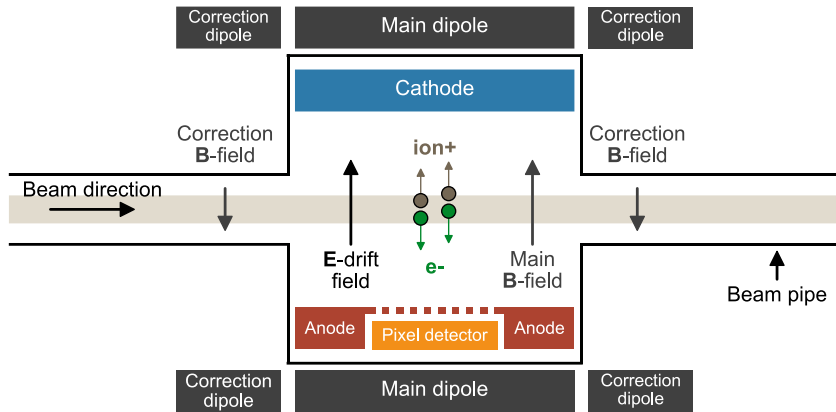 Correction
dipole
Main dipole
Correction
dipole
Cathode
Correction
B-field
ion+
Correction
B-field
Beam direction
E-drift
field
e-
Main
B-field
Beam pipe
Anode
Pixel detector
Anode
Correction
dipole
Main dipole
Correction
dipole